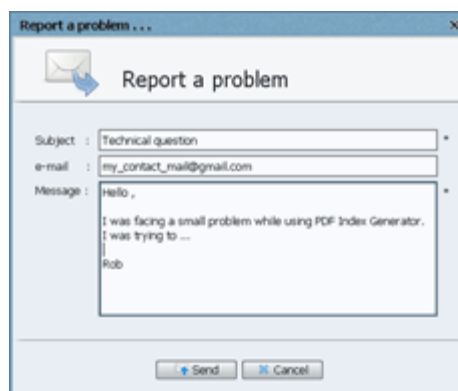 Report a problem . . .
Report a problem
Subject : Technical question *
e-mail : my_contact_mail@gmail.com
Message : Hello , *
I was facing a small problem while using PDF Index Generator.
I was trying to ...
Rob
Send Cancel